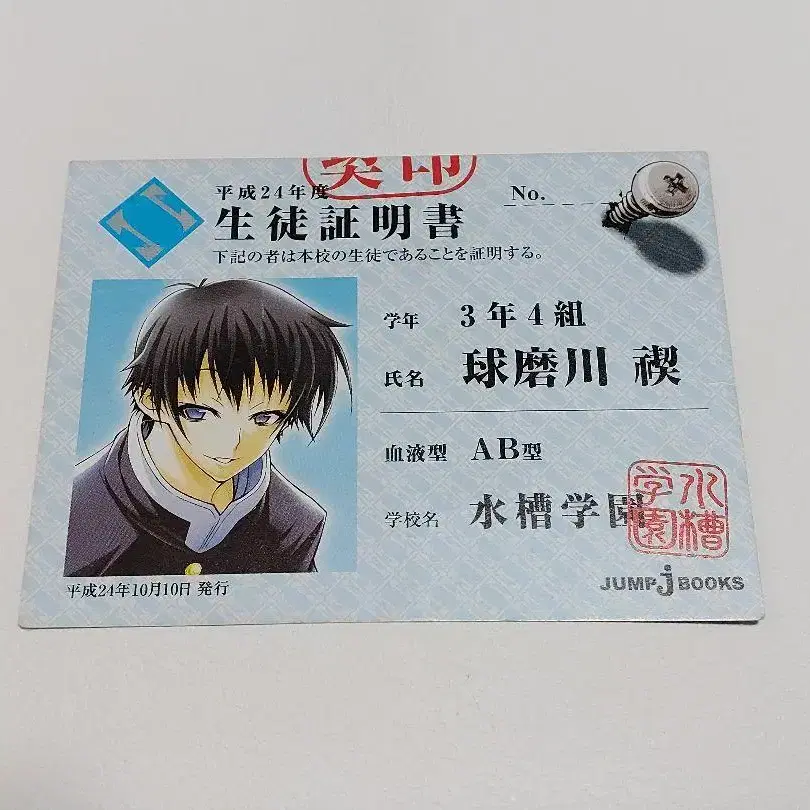 契印
平成24年度
No.
生徒証明書
下記の者は本校の生徒であることを証明する。
学年 3年4組
氏名 球磨川 禊
血液型 AB型
学校名 水槽学園
水槽学園
平成24年10月10日 発行
JUMP j BOOKS